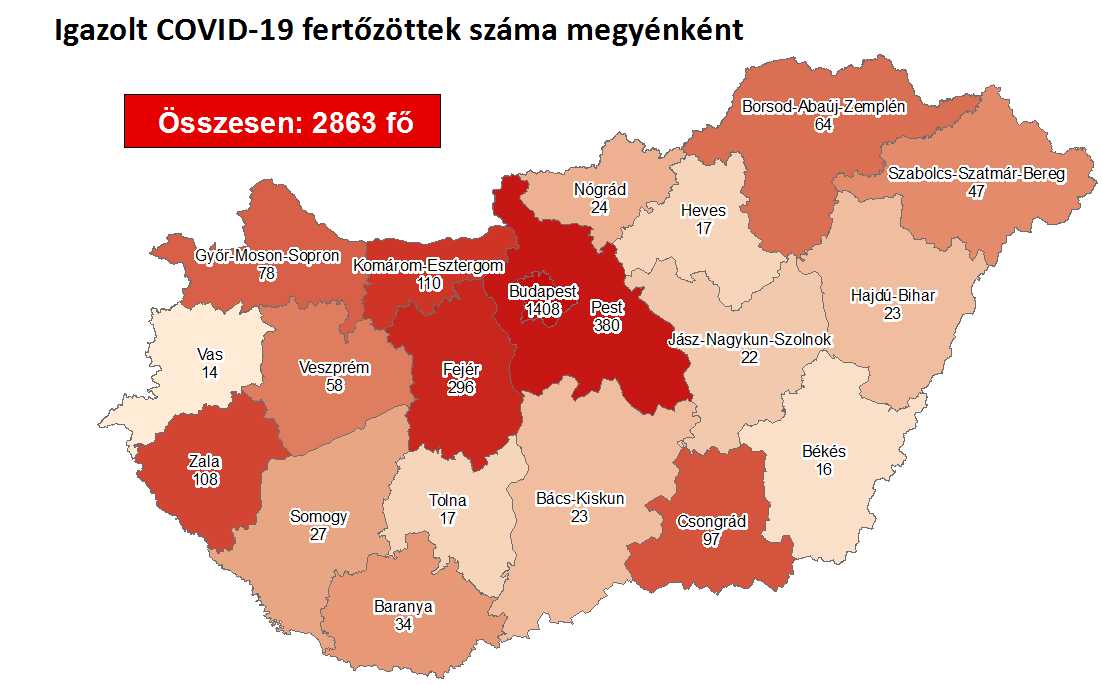 Igazolt COVID-19 fertőzöttek száma megyénként
Összesen: 2863 fő
Borsod-Abaúj-Zemplén
64
Szabolcs-Szatmár-Bereg
47
Nógrád
24
Heves
17
Győr-Moson-Sopron
78
Komárom-Esztergom
110
Budapest
1408
Pest
380
Hajdú-Bihar
23
Jász-Nagykun-Szolnok
22
Vas
14
Veszprém
58
Fejér
296
Békés
16
Zala
108
Somogy
27
Tolna
17
Bács-Kiskun
23
Csongrád
97
Baranya
34